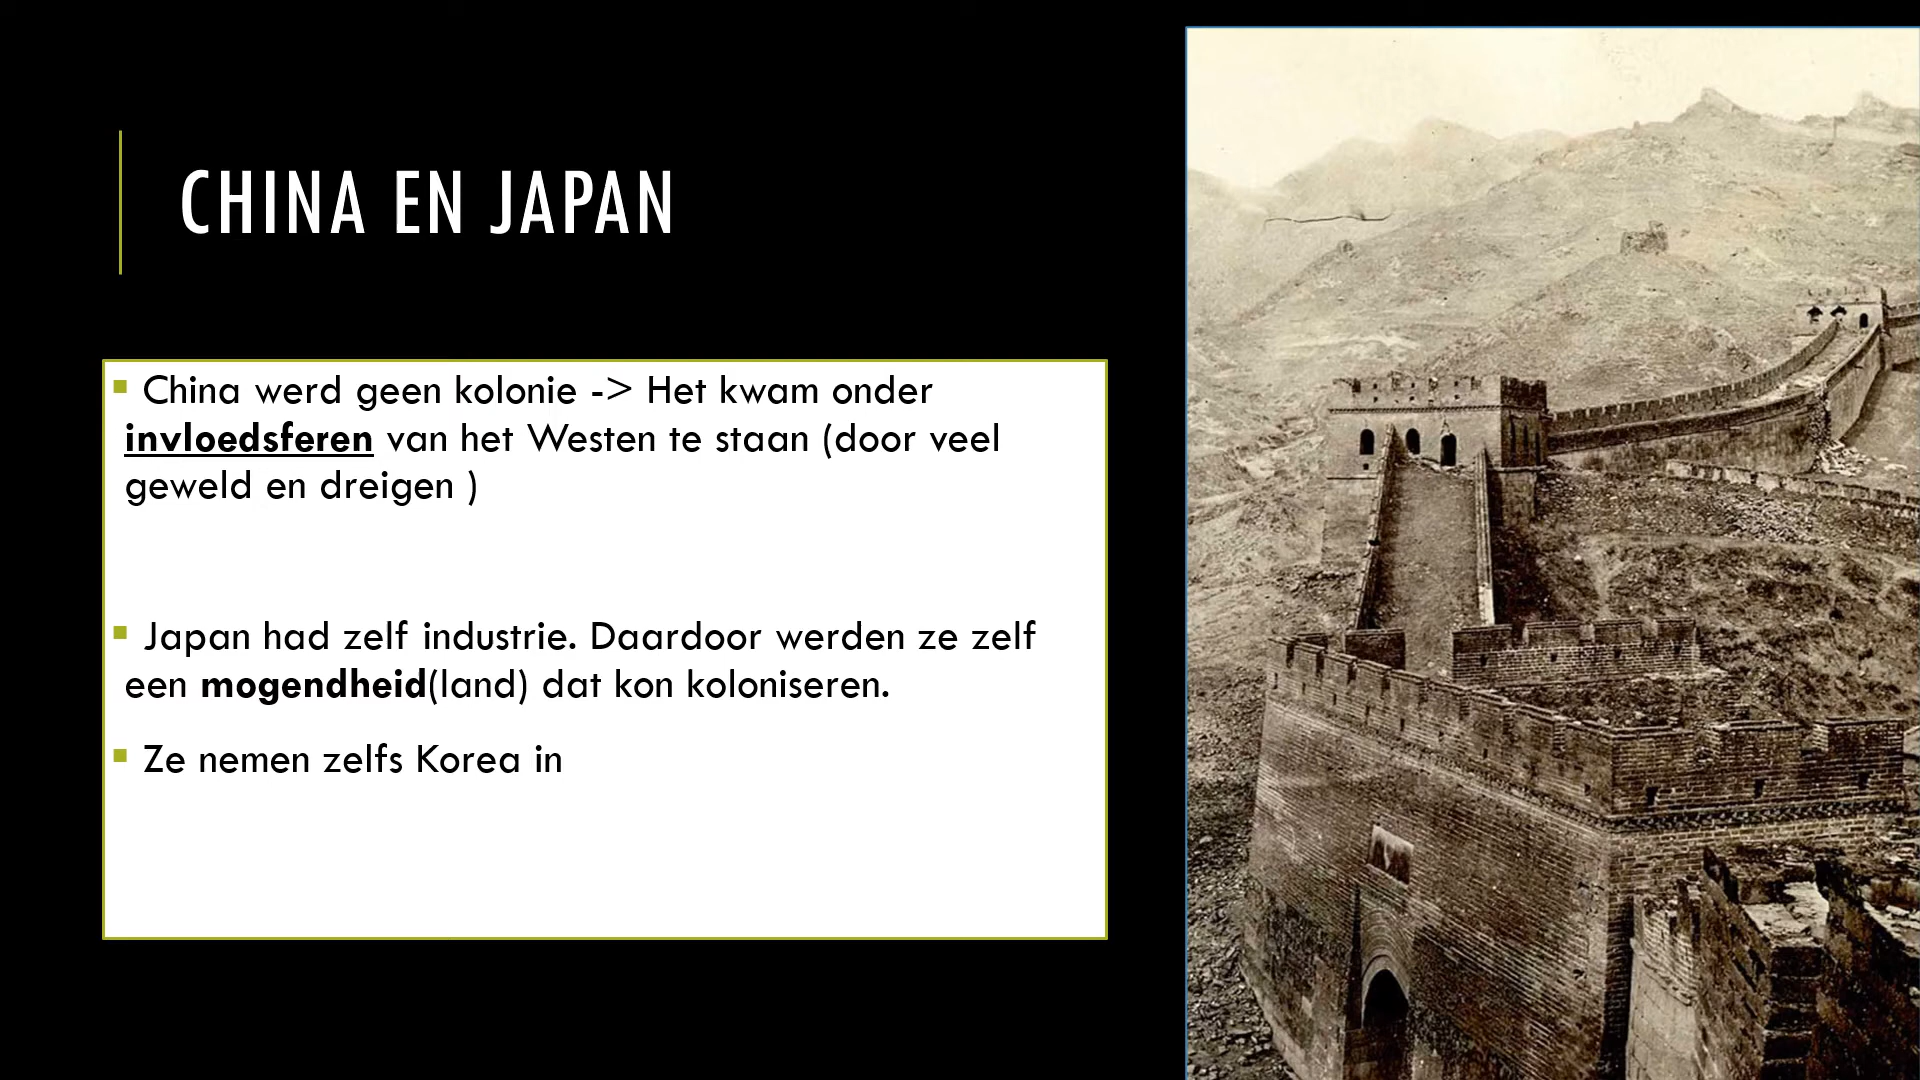 CHINA EN JAPAN
▪ China werd geen kolonie -> Het kwam onder
invloedsferen van het Westen te staan (door veel
geweld en dreigen )
▪ Japan had zelf industrie. Daardoor werden ze zelf
een mogendheid(land) dat kon koloniseren.
▪ Ze nemen zelfs Korea in